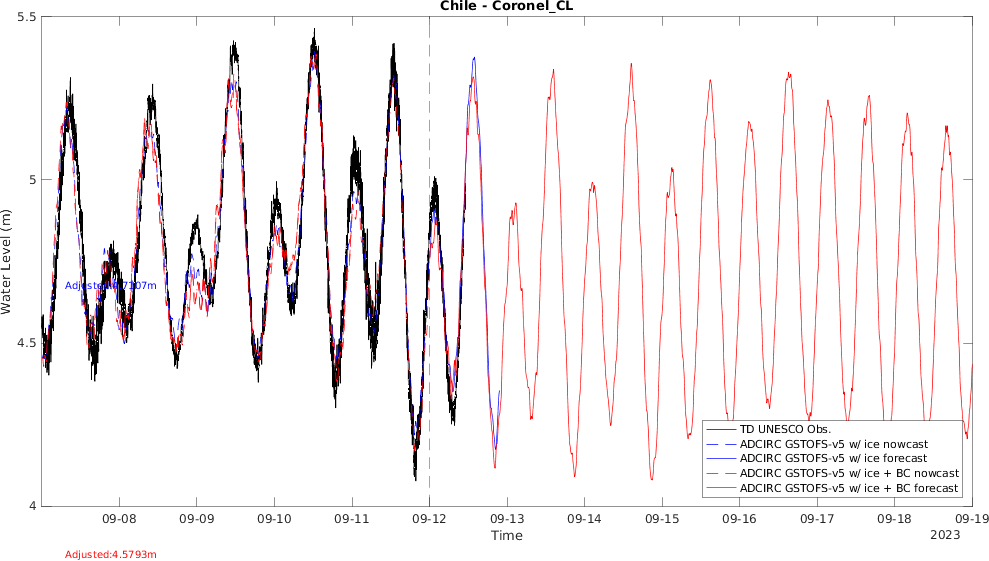 Chile - Coronel_CL
5.5
5
4.5
4
Water Level (m)
Adjusted:4.7107m
TD UNESCO Obs.
ADCIRC GSTOFS-v5 w/ ice nowcast
ADCIRC GSTOFS-v5 w/ ice forecast
ADCIRC GSTOFS-v5 w/ ice + BC nowcast
ADCIRC GSTOFS-v5 w/ ice + BC forecast
09-08 09-09 09-10 09-11 09-12 09-13 09-14 09-15 09-16 09-17 09-18 09-19
Time
2023
Adjusted:4.5793m